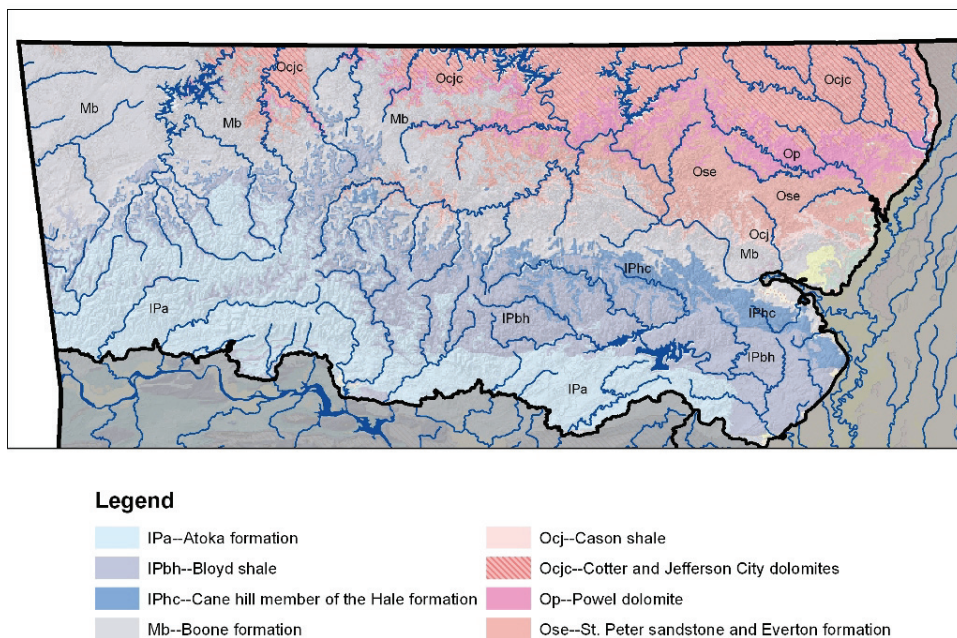 Ocjc
Ocjc
Ocjc
Mb
Mb
Mb
Op
Ose
Ose
Ocj
Mb
IPhc
IPa
IPhc
IPbh
IPbh
IPa
Legend
IPa--Atoka formation
IPbh--Bloyd shale
IPhc--Cane hill member of the Hale formation
Mb--Boone formation
Ocj--Cason shale
Ocjc--Cotter and Jefferson City dolomites
Op--Powel dolomite
Ose--St. Peter sandstone and Everton formation